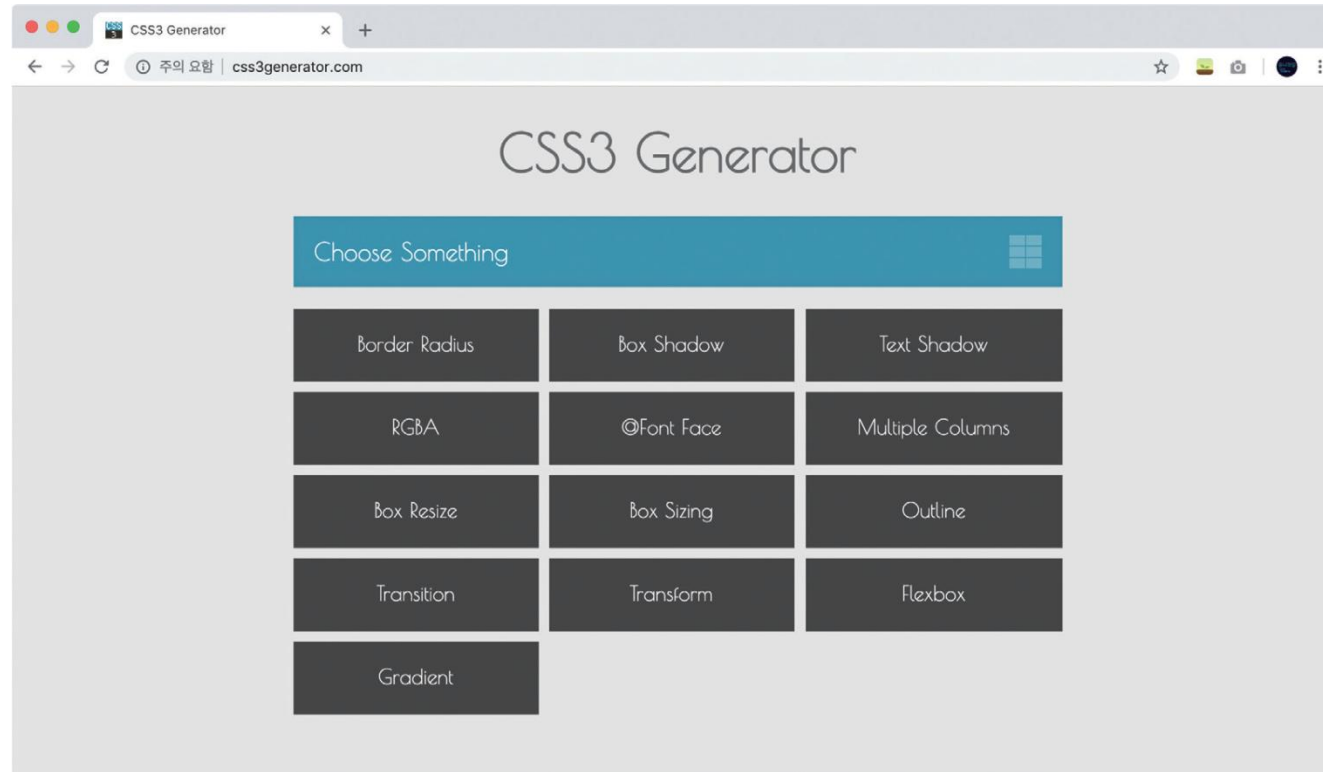 CSS3 Generator
주의 요함 | css3generator.com
CSS3 Generator
Choose Something
Border Radius
Box Shadow
Text Shadow
RGBA
@Font Face
Multiple Columns
Box Resize
Box Sizing
Outline
Transition
Transform
Flexbox
Gradient